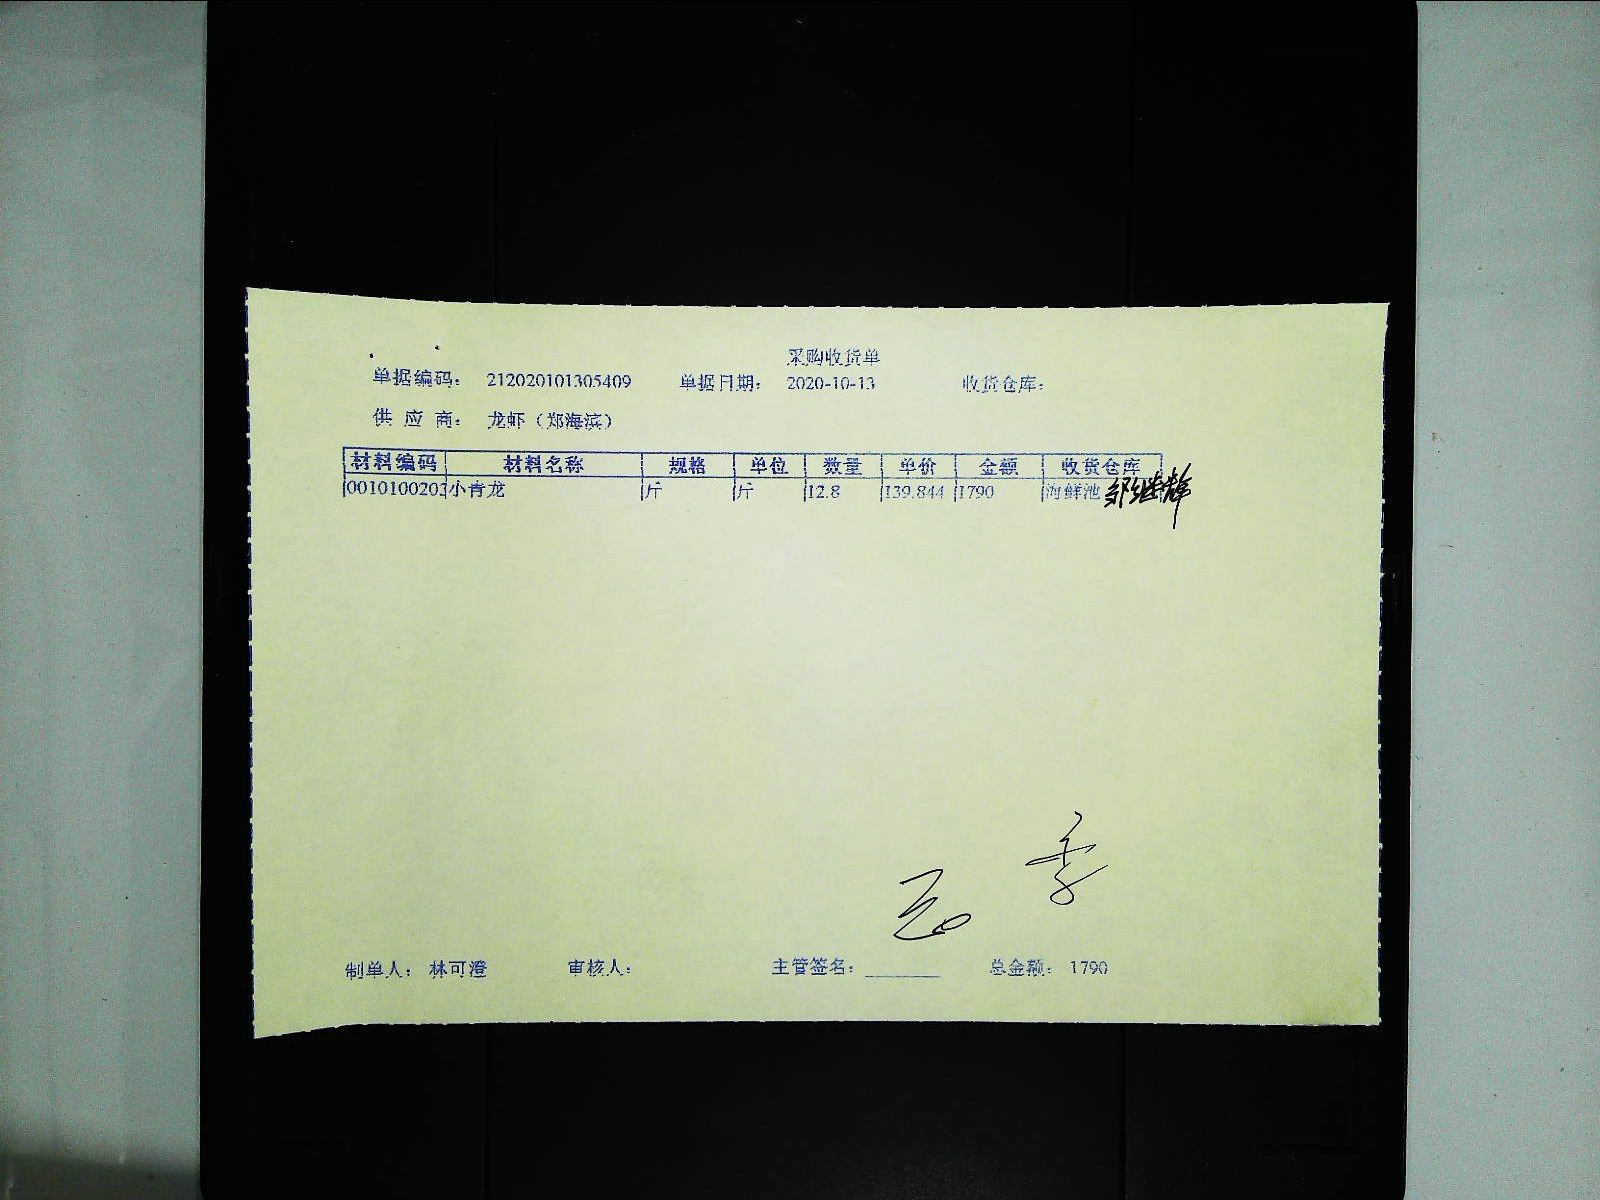 采购收货单
单据编码： 212020101305409 单据日期： 2020-10-13 收货仓库：
供 应 商： 龙虾（郑海滨）
材料编码 材料名称 规格 单位 数量 单价 金额 收货仓库
0010100203 小青龙 斤 斤 12.8 139.844 1790 海鲜池 邹继辉
制单人： 林可澄 审核人： 主管签名： 总金额： 1790